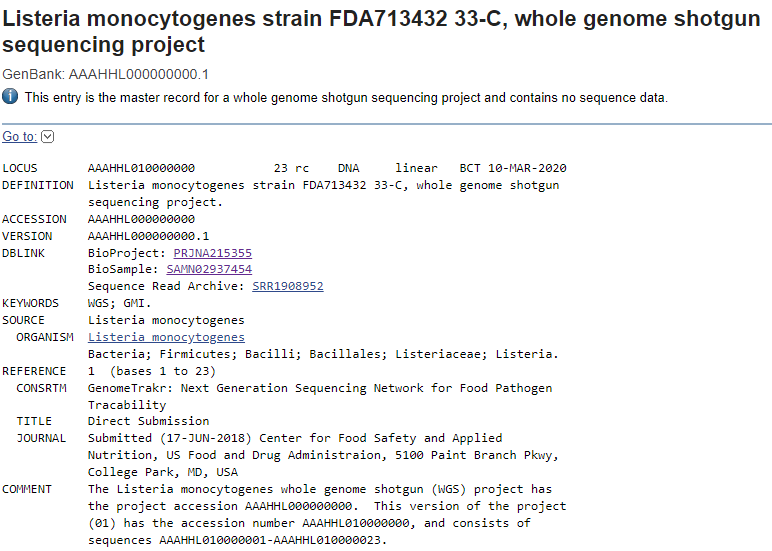 Listeria monocytogenes strain FDA713432 33-C, whole genome shotgun
sequencing project
GenBank: AAAHHL000000000.1
This entry is the master record for a whole genome shotgun sequencing project and contains no sequence data.
Go to:
LOCUS       AAAHHL010000000           23 rc    DNA     linear   BCT 10-MAR-2020
DEFINITION  Listeria monocytogenes strain FDA713432 33-C, whole genome shotgun
            sequencing project.
ACCESSION   AAAHHL000000000
VERSION     AAAHHL000000000.1
DBLINK      BioProject: PRJNA215355
            BioSample: SAMN02937454
            Sequence Read Archive: SRR1908952
KEYWORDS    WGS; GMI.
SOURCE      Listeria monocytogenes
  ORGANISM  Listeria monocytogenes
            Bacteria; Firmicutes; Bacilli; Bacillales; Listeriaceae; Listeria.
REFERENCE   1  (bases 1 to 23)
  CONSRTM   GenomeTrakr: Next Generation Sequencing Network for Food Pathogen
            Tracability
  TITLE     Direct Submission
  JOURNAL   Submitted (17-JUN-2018) Center for Food Safety and Applied
            Nutrition, US Food and Drug Administraion, 5100 Paint Branch Pkwy,
            College Park, MD, USA
COMMENT     The Listeria monocytogenes whole genome shotgun (WGS) project has
            the project accession AAAHHL000000000.  This version of the project
            (01) has the accession number AAAHHL010000000, and consists of
            sequences AAAHHL010000001-AAAHHL010000023.